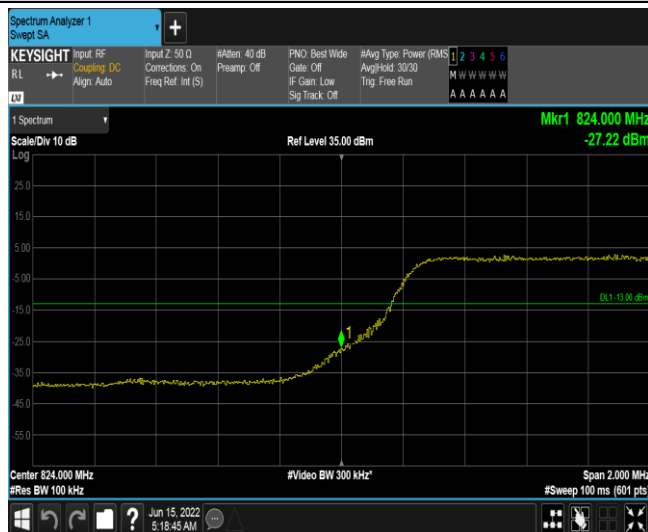 Spectrum Analyzer 1
Swept SA
KEYSIGHT
RL
LXI
Input: RF
Coupling: DC
Align: Auto
Input Z: 50 Ω
Corrections: On
Freq Ref: Int (S)
#Atten: 40 dB
Preamp: Off
PNO: Best Wide
Gate: Off
IF Gain: Low
Sig Track: Off
#Avg Type: Power (RMS
Avg|Hold: 30/30
Trig: Free Run
1 2 3 4 5 6
M W W W W W
A A A A A A
1 Spectrum
Mkr1 824.000 MHz
-27.22 dBm
Scale/Div 10 dB
Ref Level 35.00 dBm
Log
25.0
15.0
5.00
-5.00
-15.0
-25.0
-35.0
-45.0
-55.0
DL1 -13.00 dBm
1
Center 824.000 MHz
#Video BW 300 kHz*
Span 2.000 MHz
#Res BW 100 kHz
#Sweep 100 ms (601 pts)
?
Jun 15, 2022
5:18:45 AM